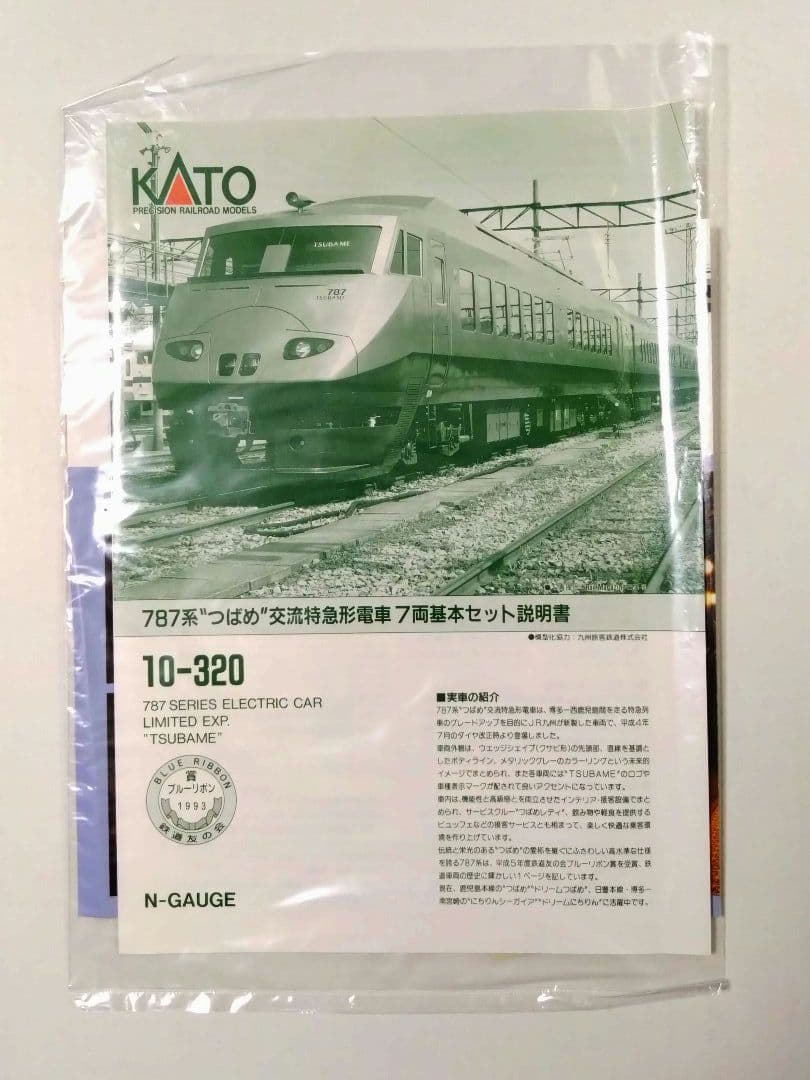 KATO
PRECISION RAILROAD MODELS
TSUBAME
787
TSUBAME
787系“つばめ”交流特急形電車 7両基本セット説明書
●模型化協力：九州旅客鉄道株式会社
10-320
787 SERIES ELECTRIC CAR
LIMITED EXP.
"TSUBAME"
BLUE RIBBON
賞
ブルーリボン
1993
鉄道友の会
N-GAUGE
■実車の紹介
787系“つばめ”交流特急形電車は、博多―西鹿児島間を走る特急列
車のグレードアップを目的にJR九州が新製した車両で、平成4年
7月のダイヤ改正時より登場しました。
車両外観は、ウエッジシェイプ(クサビ形)の先頭部、直線を基調と
したボディライン、メタリックグレーのカラーリングという未来的
イメージでまとめられ、また各車両には“TSUBAME”のロゴや
車種表示マークが配されて良いアクセントになっています。
車内は、機能性と高級感とを両立させたインテリア・接客設備でまと
められ、サービスクルー“つばめレディ”、飲み物や軽食を提供する
ビュッフェなどの接客サービスとも相まって、楽しく快適な乗客環
境を作り上げています。
伝統と栄光のある“つばめ”の愛称を継ぐにふさわしい高水準な仕様
を誇る787系は、平成5年度鉄道友の会ブルーリボン賞を受賞、鉄
道車両の歴史に輝かしい1ページを記しています。
現在、鹿児島本線の“つばめ”“ドリームつばめ”、日豊本線・博多―
南宮崎の“にちりんシーガイア”“ドリームにちりん”に活躍中です。